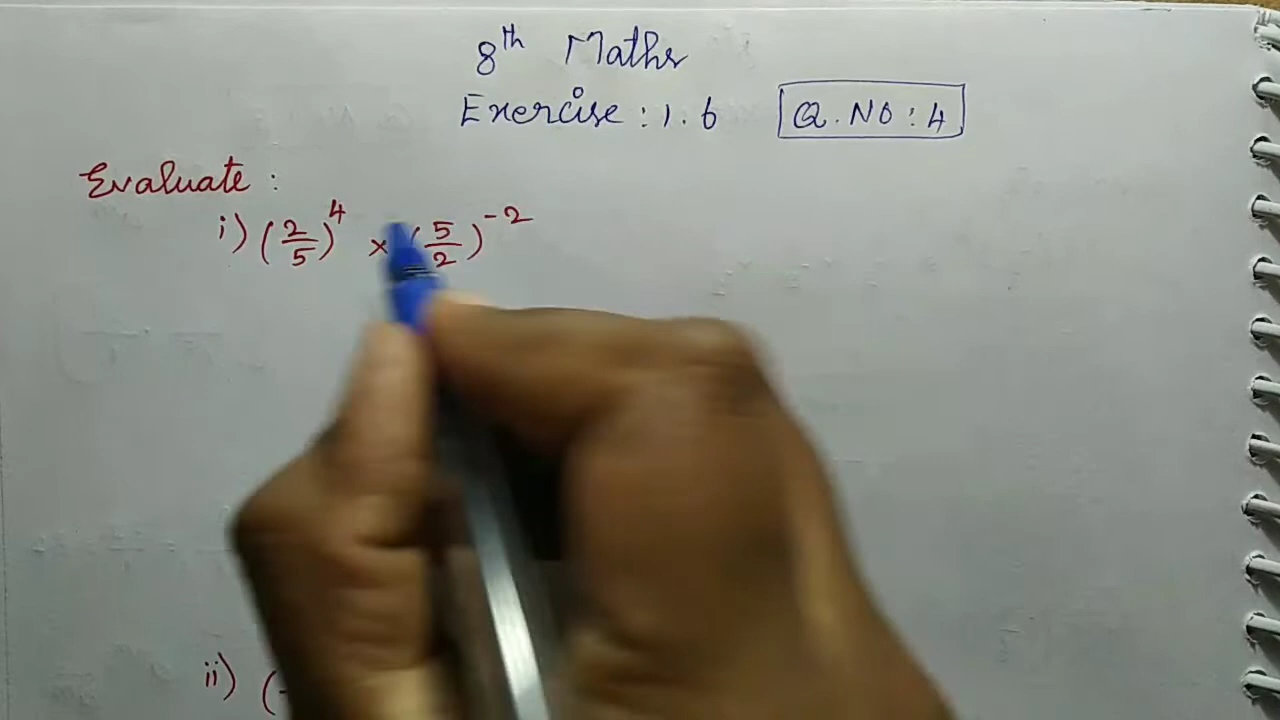 8th Maths
Exercise : 1.6 Q. NO : 4
Evaluate :
i) (2/5)^4 × (5/2)^-2
ii) (